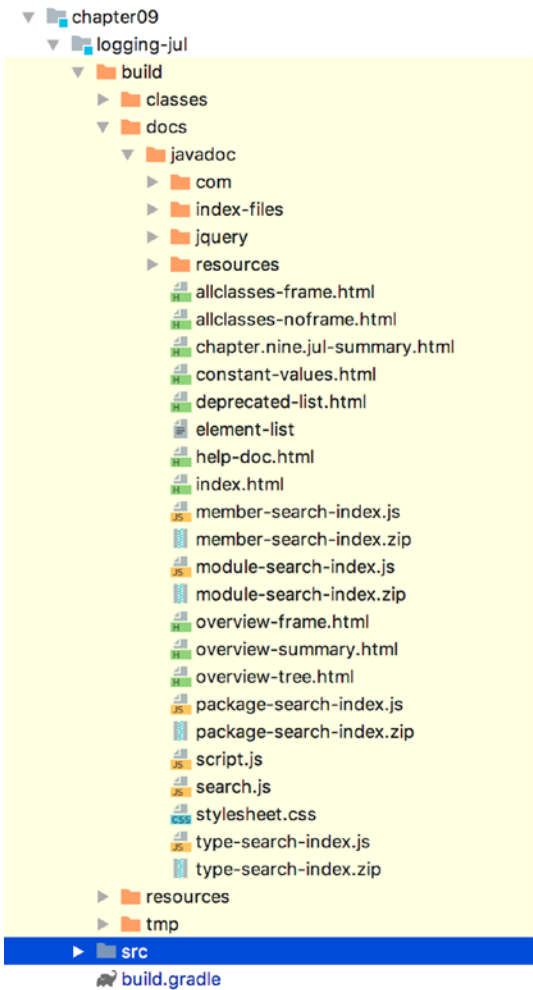 chapter09
logging-jul
build
classes
docs
javadoc
com
index-files
jquery
resources
allclasses-frame.html
allclasses-noframe.html
chapter.nine.jul-summary.html
constant-values.html
deprecated-list.html
element-list
help-doc.html
index.html
member-search-index.js
member-search-index.zip
module-search-index.js
module-search-index.zip
overview-frame.html
overview-summary.html
overview-tree.html
package-search-index.js
package-search-index.zip
script.js
search.js
stylesheet.css
type-search-index.js
type-search-index.zip
resources
tmp
src
build.gradle